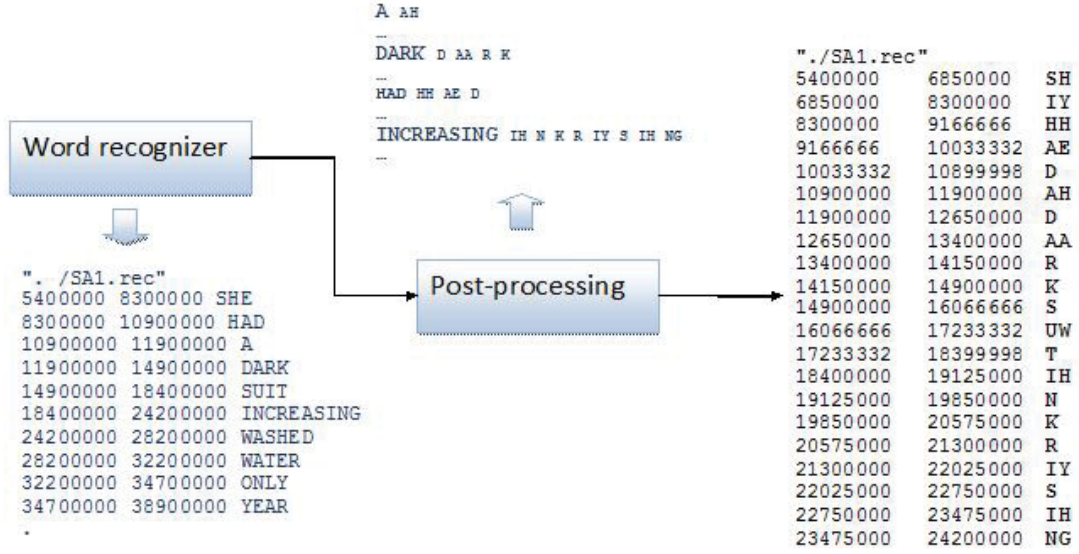 A AH
...
DARK D AA R K
...
HAD HH AE D
...
INCREASING IH N K R IY S IH NG
...
Word recognizer
". /SA1.rec"
5400000 8300000 SHE
8300000 10900000 HAD
10900000 11900000 A
11900000 14900000 DARK
14900000 18400000 SUIT
18400000 24200000 INCREASING
24200000 28200000 WASHED
28200000 32200000 WATER
32200000 34700000 ONLY
34700000 38900000 YEAR
.
Post-processing
"./SA1.rec"
5400000 6850000 SH
6850000 8300000 IY
8300000 9166666 HH
9166666 10033332 AE
10033332 10899998 D
10900000 11900000 AH
11900000 12650000 D
12650000 13400000 AA
13400000 14150000 R
14150000 14900000 K
14900000 16066666 S
16066666 17233332 UW
17233332 18399998 T
18400000 19125000 IH
19125000 19850000 N
19850000 20575000 K
20575000 21300000 R
21300000 22025000 IY
22025000 22750000 S
22750000 23475000 IH
23475000 24200000 NG